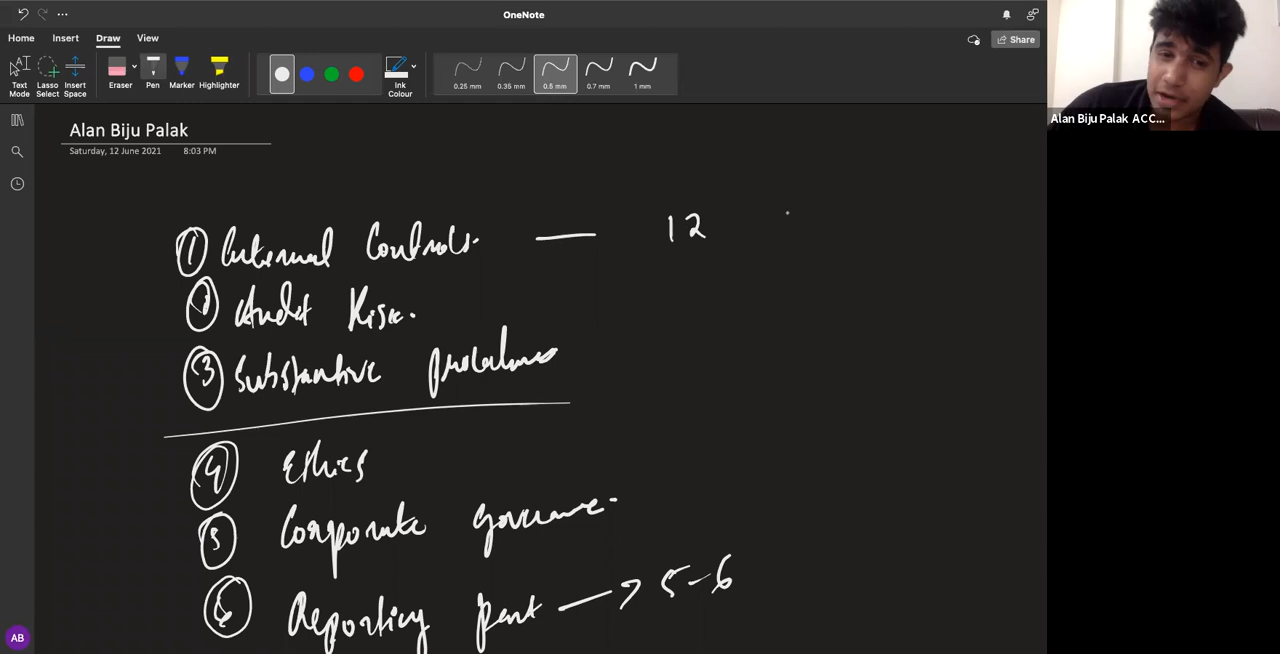 OneNote
Home Insert Draw View
Share
Text Mode
Lasso Select
Insert Space
Eraser
Pen
Marker
Highlighter
Ink Colour
0.25 mm
0.35 mm
0.5 mm
0.7 mm
1 mm
Alan Biju Palak ACC...
Alan Biju Palak
Saturday, 12 June 2021 8:03 PM
① Internal Controls. — 12
② Audit Risk.
③ Substantive procedures
④ Ethics
⑤ Corporate governance
⑥ Reporting part → 5-6
AB